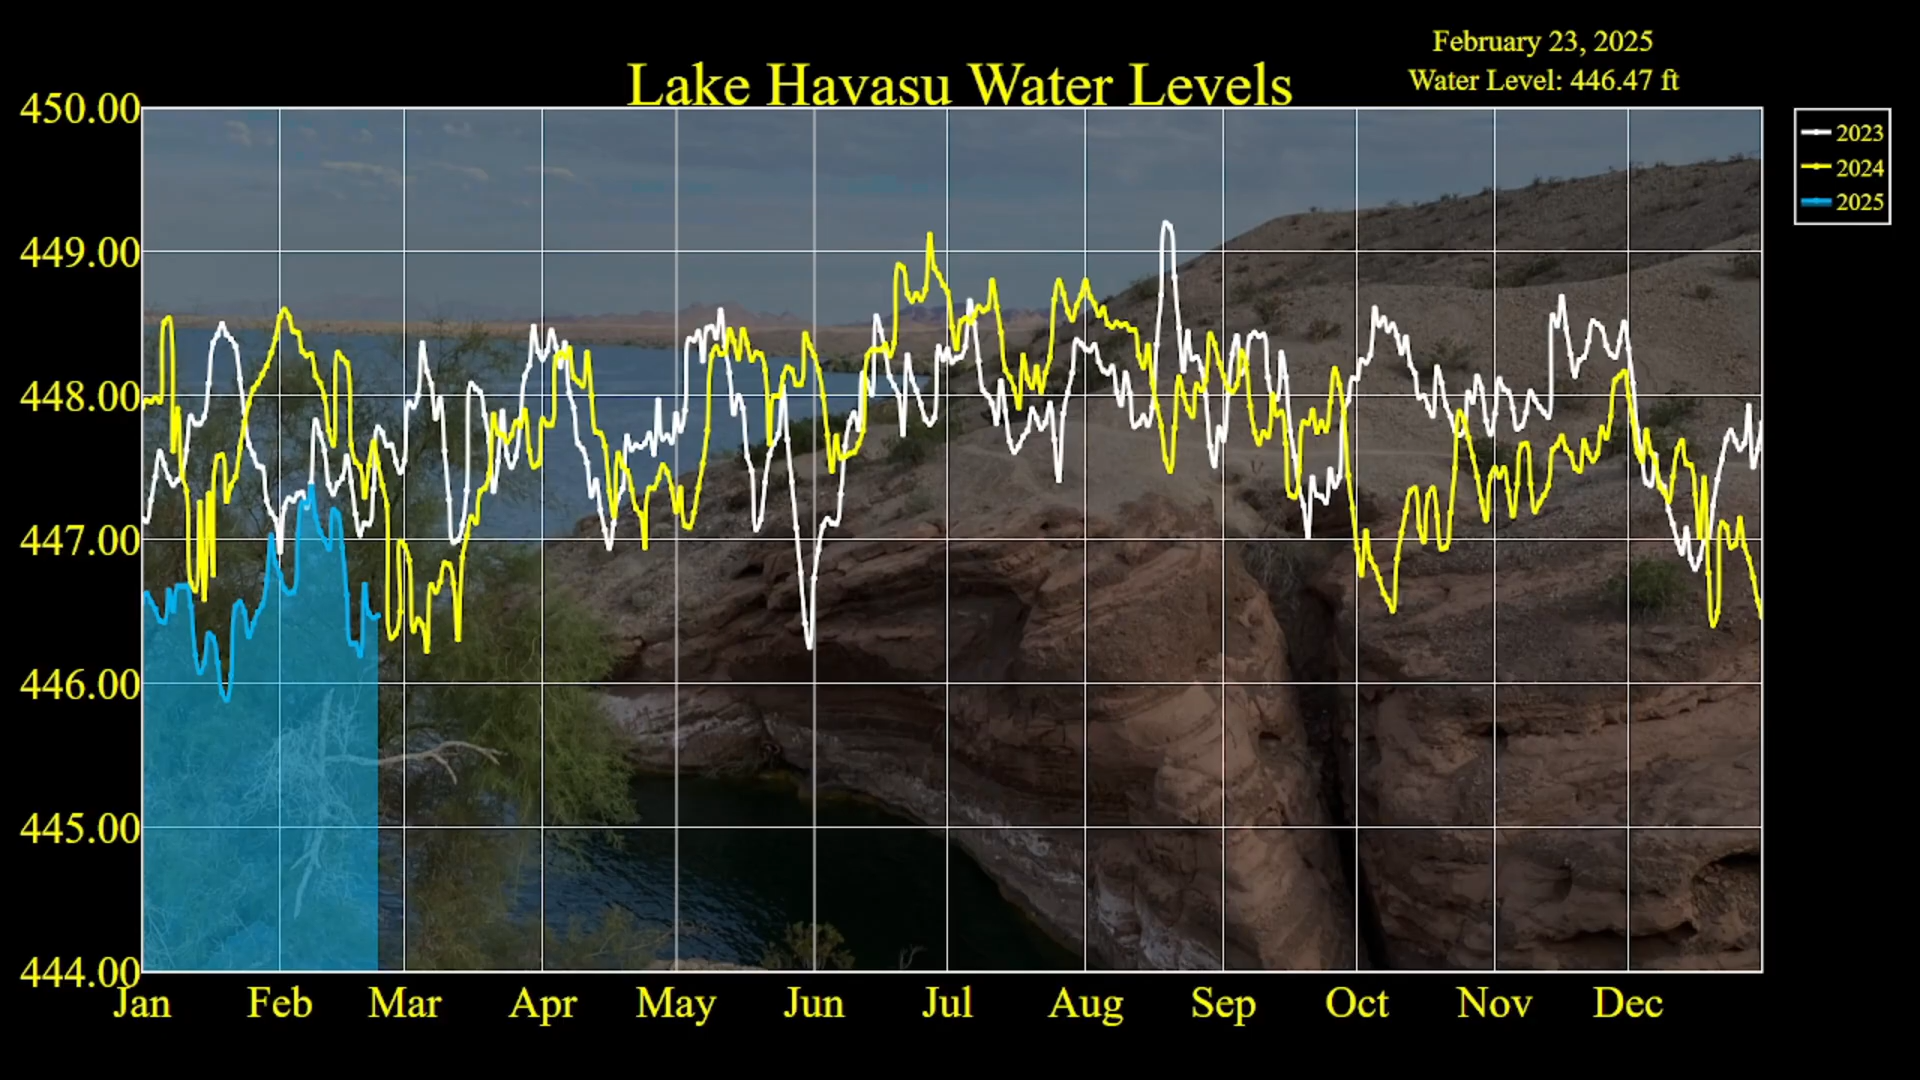 February 23, 2025
Water Level: 446.47 ft
Lake Havasu Water Levels
450.00
449.00
448.00
447.00
446.00
445.00
444.00
Jan Feb Mar Apr May Jun Jul Aug Sep Oct Nov Dec
2023
2024
2025